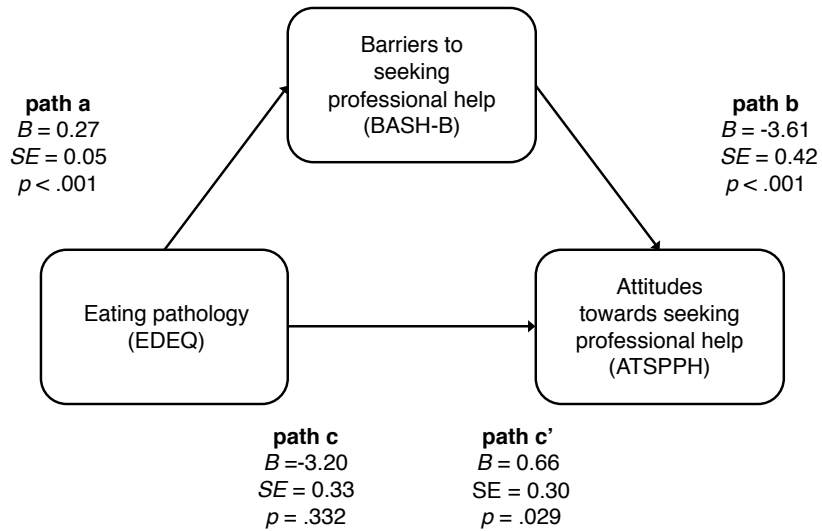 Barriers to
seeking
professional help
(BASH-B)
path a
B = 0.27
SE = 0.05
p < .001
path b
B = -3.61
SE = 0.42
p < .001
Eating pathology
(EDEQ)
Attitudes
towards seeking
professional help
(ATSPPH)
path c
B =-3.20
SE = 0.33
p = .332
path c’
B = 0.66
SE = 0.30
p = .029